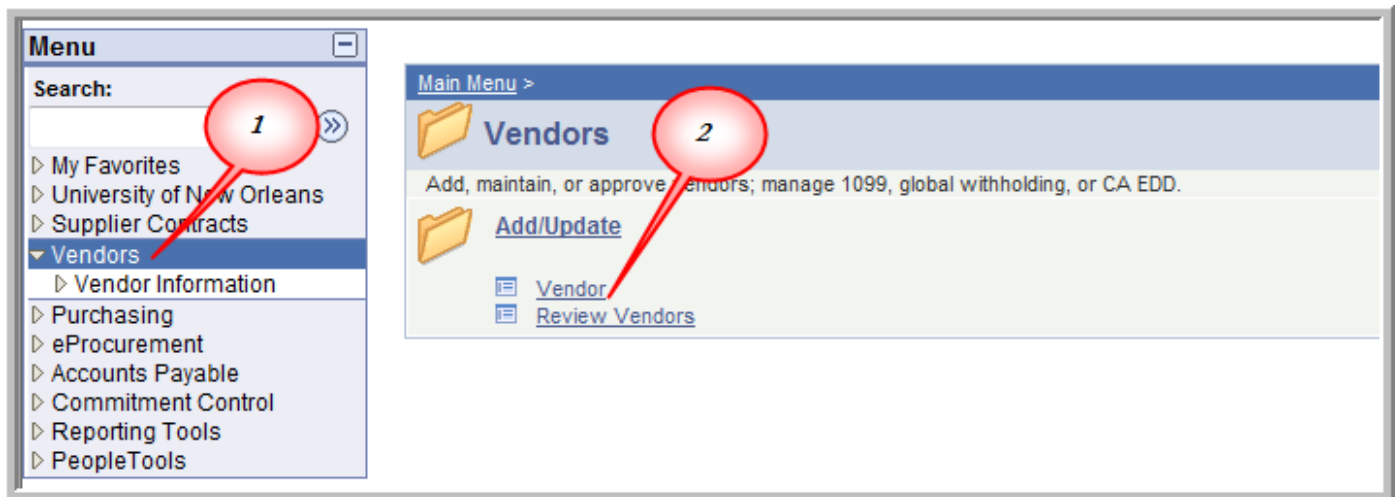 Menu
Search:
1
My Favorites
University of New Orleans
Supplier Contracts
Vendors
Vendor Information
Purchasing
eProcurement
Accounts Payable
Commitment Control
Reporting Tools
PeopleTools
Main Menu >
Vendors
2
Add, maintain, or approve vendors; manage 1099, global withholding, or CA EDD.
Add/Update
Vendor
Review Vendors